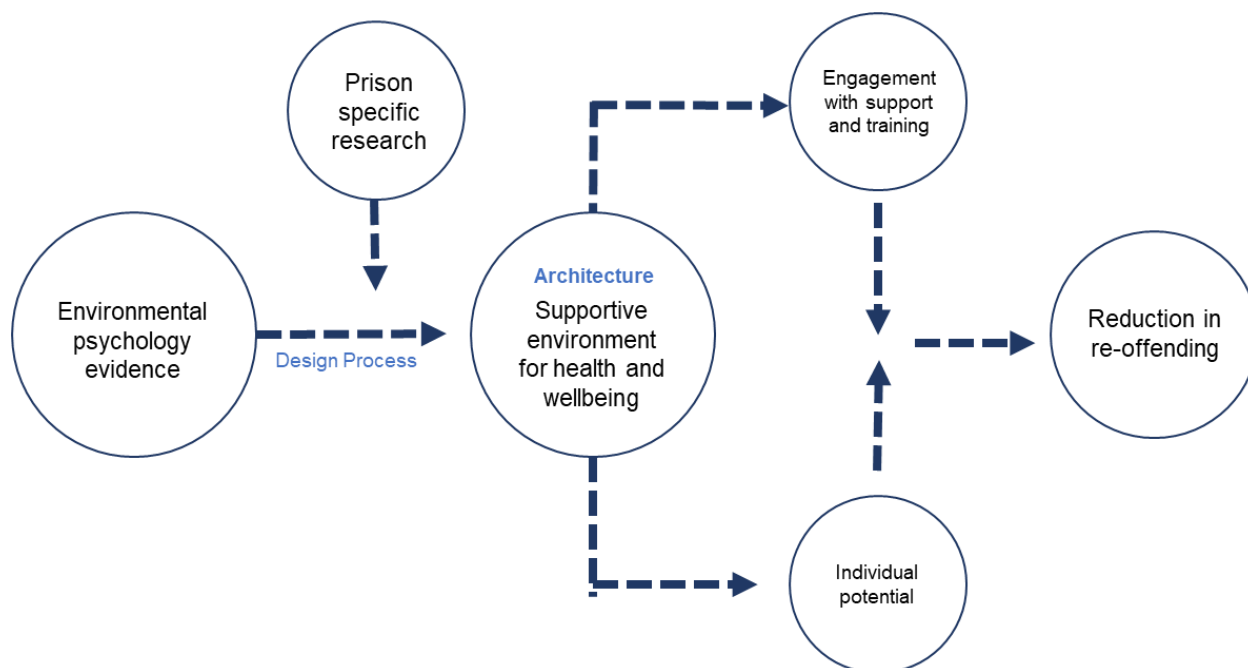 Prison
specific
research
Engagement
with support
and training
Environmental
psychology
evidence
Design Process
Architecture
Supportive
environment
for health and
wellbeing
Reduction in
re-offending
Individual
potential